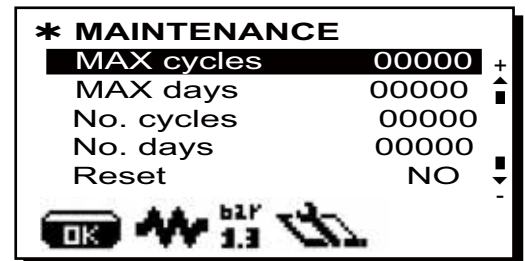 * MAINTENANCE
MAX cycles 00000 +
MAX days 00000
No. cycles 00000
No. days 00000
Reset NO
-
OK bar 1.3